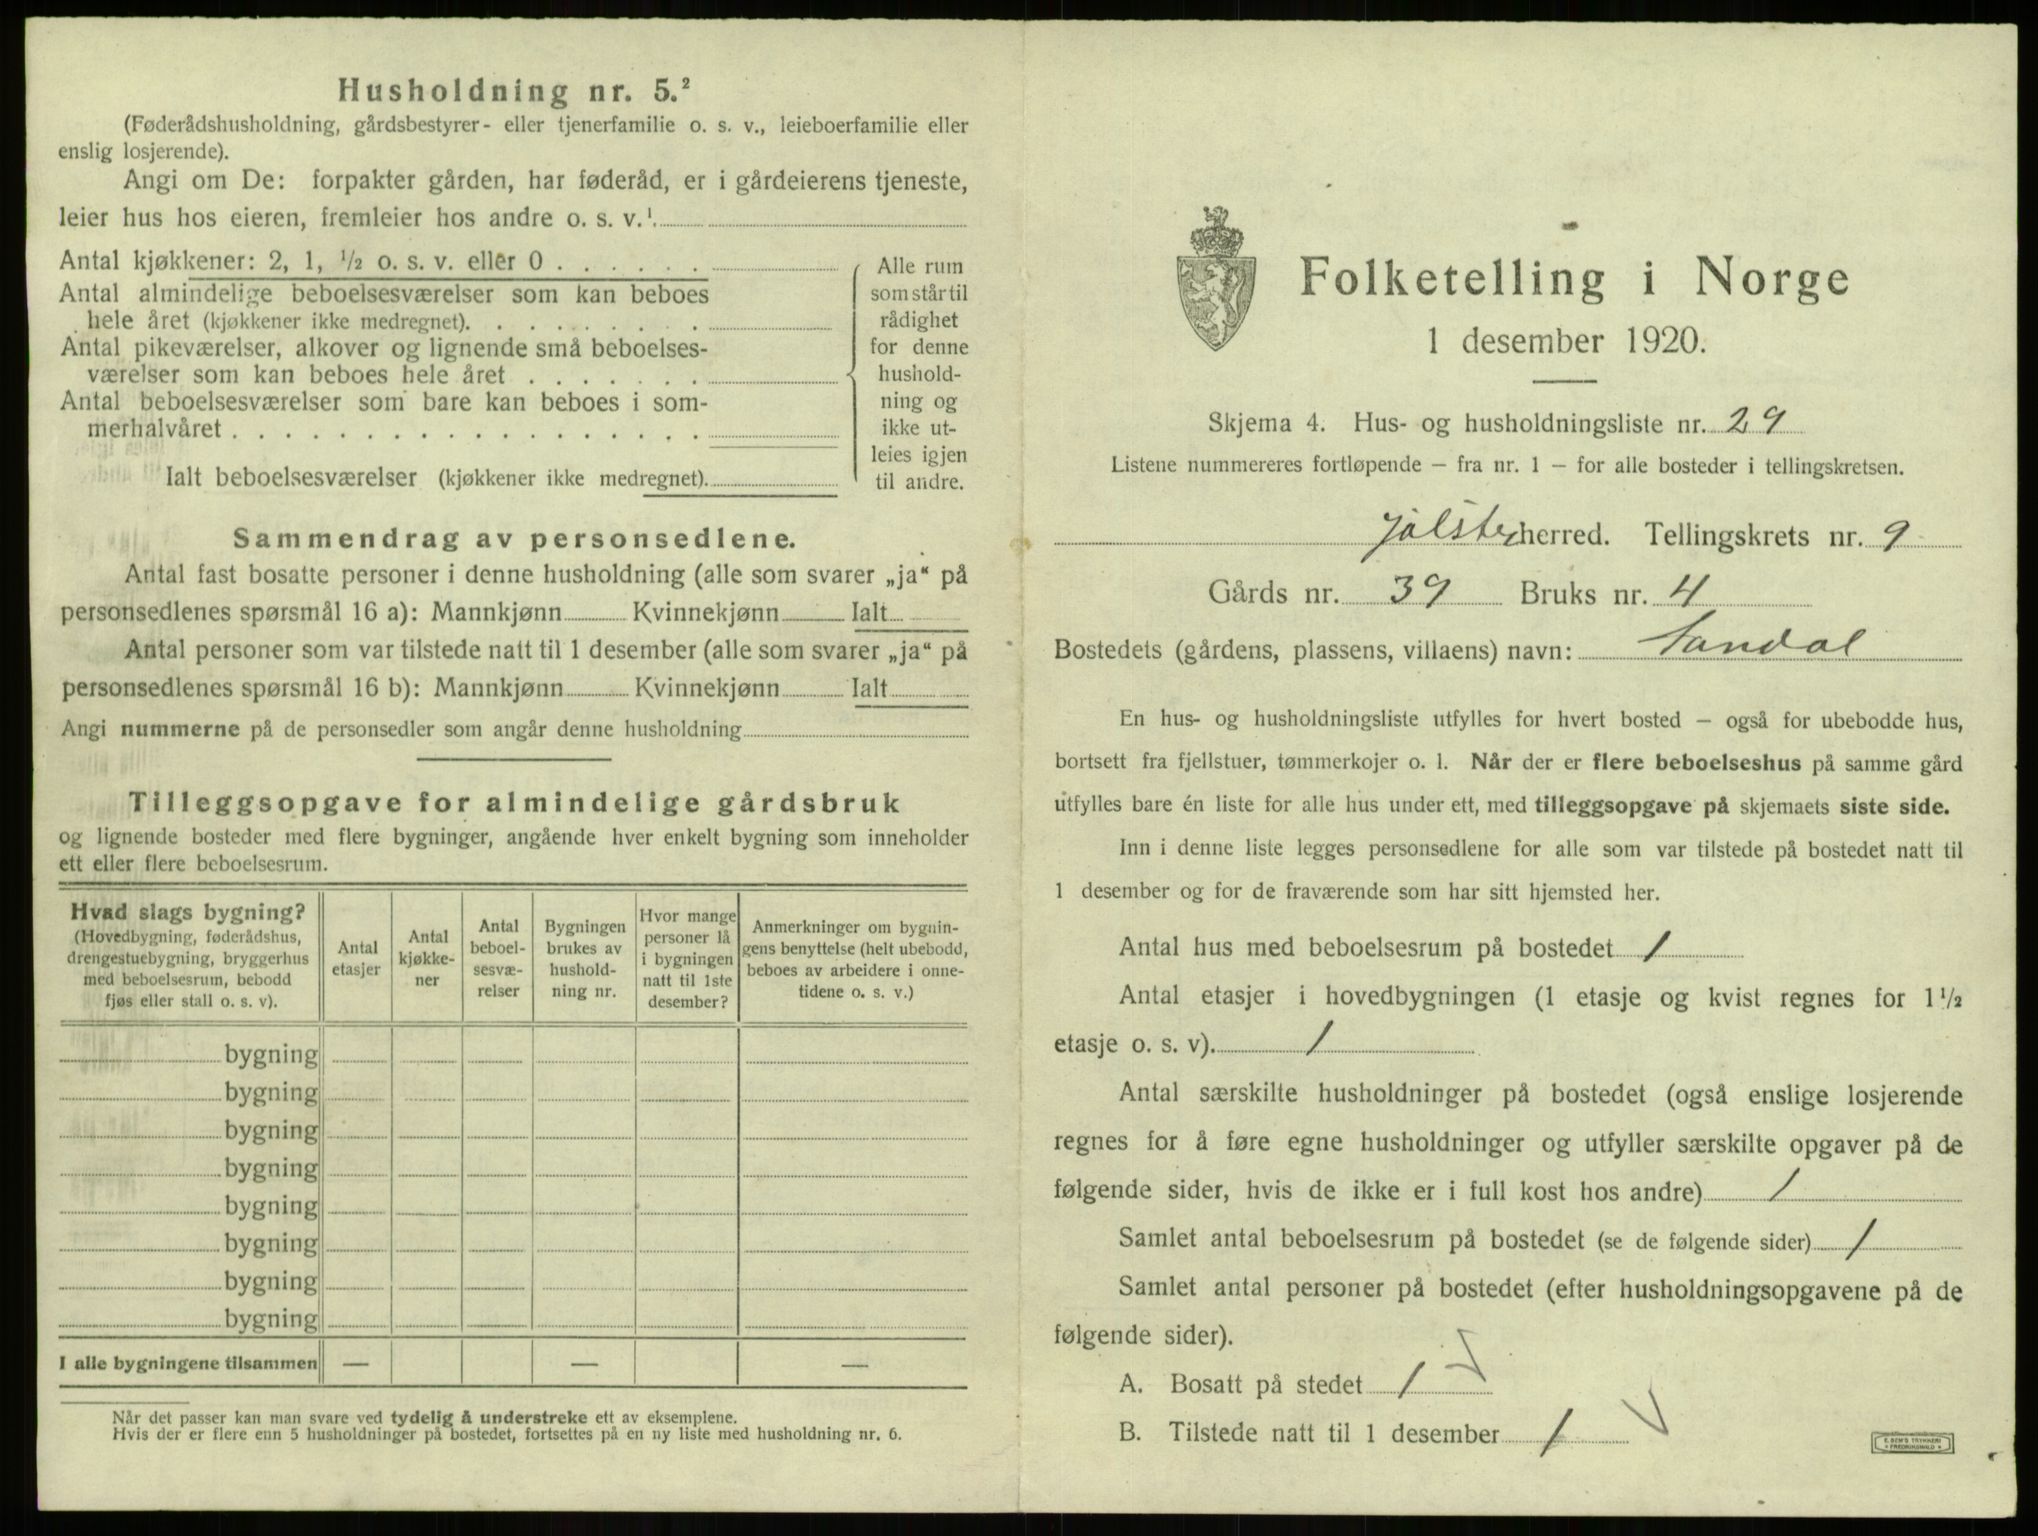 Husholdning nr. 5.²
(Føderådshusholdning, gårdsbestyrer- eller tjenerfamilie o. s. v., leieboerfamilie eller
enslig losjerende).
Angi om De: forpakter gården, har føderåd, er i gårdeierens tjeneste,
leier hus hos eieren, fremleier hos andre o. s. v.¹
Antal kjøkkener: 2, 1, ½ o. s. v. eller 0
Antal almindelige beboelsesværelser som kan beboes
hele året (kjøkkener ikke medregnet).
Antal pikeværelser, alkover og lignende små beboelses-
værelser som kan beboes hele året
Antal beboelsesværelser som bare kan beboes i som-
merhalvåret
Ialt beboelsesværelser (kjøkkener ikke medregnet).
Alle rum
som står til
rådighet
for denne
hushold-
ning og
ikke ut-
leies igjen
til andre.
Sammendrag av personsedlene.
Antal fast bosatte personer i denne husholdning (alle som svarer „ja“ på
personsedlenes spørsmål 16 a): Mannkjønn Kvinnekjønn Ialt
Antal personer som var tilstede natt til 1 desember (alle som svarer „ja“ på
personsedlenes spørsmål 16 b): Mannkjønn Kvinnekjønn Ialt
Angi nummerne på de personsedler som angår denne husholdning
Tilleggsopgave for almindelige gårdsbruk
og lignende bosteder med flere bygninger, angående hver enkelt bygning som inneholder
ett eller flere beboelsesrum.
Hvad slags bygning?
(Hovedbygning, føderådshus,
drengestuebygning, bryggerhus
med beboelsesrum, bebodd
fjøs eller stall o. s. v).
Antal
etasjer
Antal
kjøkke-
ner
Antal
beboel-
sesvæ-
relser
Bygningen
brukes av
hushold-
ning nr.
Hvor mange
personer lå
i bygningen
natt til 1ste
desember?
Anmerkninger om bygnin-
gens benyttelse (helt ubebodd,
beboes av arbeidere i onne-
tidene o. s. v.)
bygning
bygning
bygning
bygning
bygning
bygning
bygning
bygning
I alle bygningene tilsammen — — —
Når det passer kan man svare ved tydelig å understreke ett av eksemplene.
Hvis der er flere enn 5 husholdninger på bostedet, fortsettes på en ny liste med husholdning nr. 6.
Folketelling i Norge
1 desember 1920.
Skjema 4. Hus- og husholdningsliste nr. 29
Listene nummereres fortløpende – fra nr. 1 – for alle bosteder i tellingskretsen.
Jølster herred. Tellingskrets nr. 9
Gårds nr. 39 Bruks nr. 4
Bostedets (gårdens, plassens, villaens) navn: Sandal
En hus- og husholdningsliste utfylles for hvert bosted – også for ubebodde hus,
bortsett fra fjellstuer, tømmerkojer o. l. Når der er flere beboelseshus på samme gård
utfylles bare én liste for alle hus under ett, med tilleggsopgave på skjemaets siste side.
Inn i denne liste legges personsedlene for alle som var tilstede på bostedet natt til
1 desember og for de fraværende som har sitt hjemsted her.
Antal hus med beboelsesrum på bostedet 1
Antal etasjer i hovedbygningen (1 etasje og kvist regnes for 1½
etasje o. s. v). 1
Antal særskilte husholdninger på bostedet (også enslige losjerende
regnes for å føre egne husholdninger og utfyller særskilte opgaver på de
følgende sider, hvis de ikke er i full kost hos andre) 1
Samlet antal beboelsesrum på bostedet (se de følgende sider) 1
Samlet antal personer på bostedet (efter husholdningsopgavene på de
følgende sider).
A. Bosatt på stedet 1
B. Tilstede natt til 1 desember 1
E. SEM'S TRYKKERI
FREDRIKSHALD